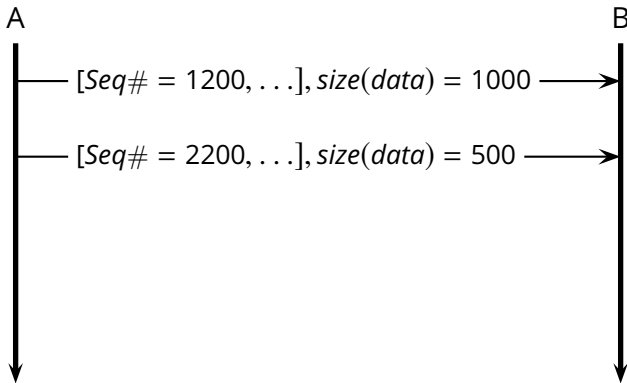 A B
[Seq# = 1200, . . .], size(data) = 1000
[Seq# = 2200, . . .], size(data) = 500